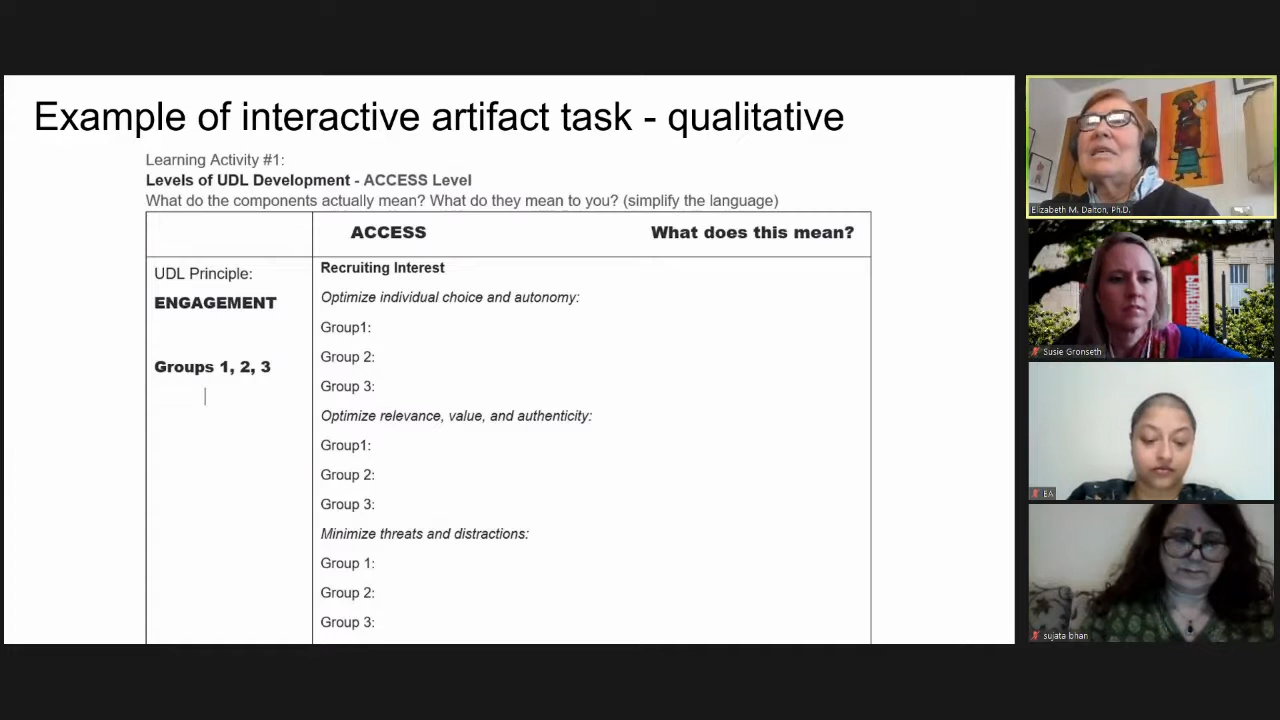 Example of interactive artifact task - qualitative
Learning Activity #1:
Levels of UDL Development - ACCESS Level
What do the components actually mean? What do they mean to you? (simplify the language)
ACCESS What does this mean?
UDL Principle:
ENGAGEMENT
Groups 1, 2, 3
Recruiting Interest
Optimize individual choice and autonomy:
Group1:
Group 2:
Group 3:
Optimize relevance, value, and authenticity:
Group1:
Group 2:
Group 3:
Minimize threats and distractions:
Group 1:
Group 2:
Group 3:
Elizabeth M. Dalton, Ph.D.
Susie Gronseth
EA
sujata bhan